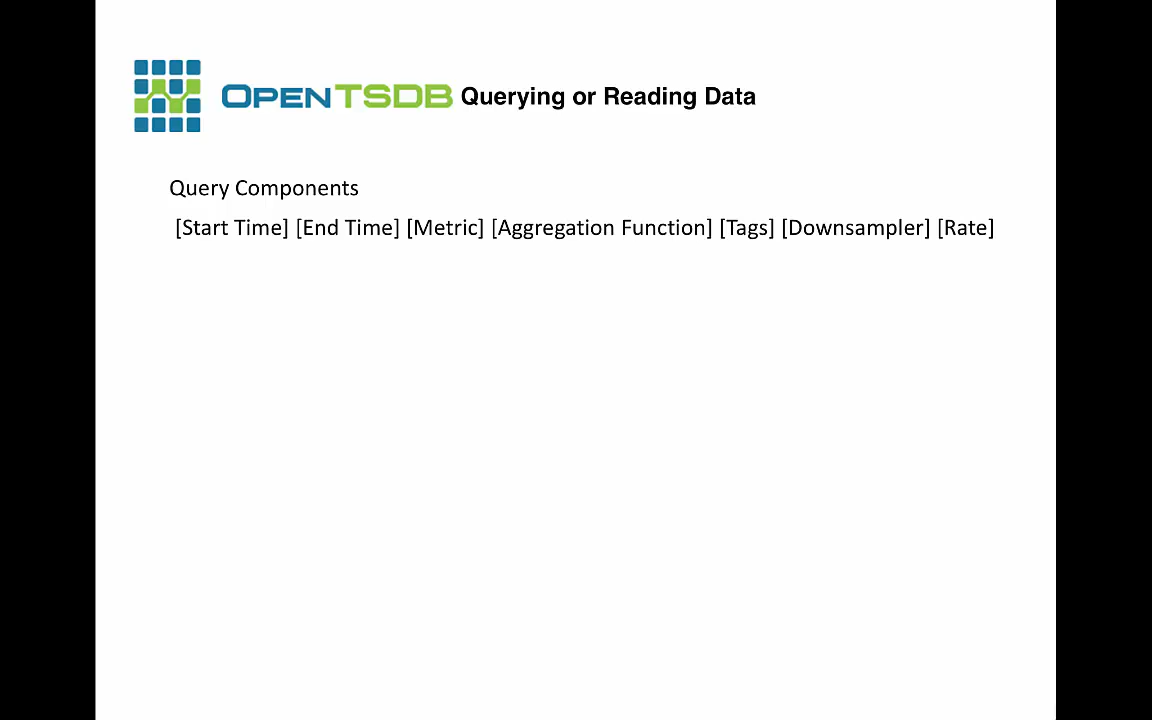 OPENTSDB Querying or Reading Data
Query Components
[Start Time] [End Time] [Metric] [Aggregation Function] [Tags] [Downsampler] [Rate]